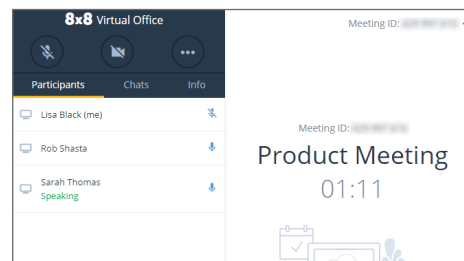 8x8 Virtual Office
Meeting ID:
Participants Chats Info
Lisa Black (me)
Rob Shasta
Sarah Thomas
Speaking
Meeting ID:
Product Meeting
01:11